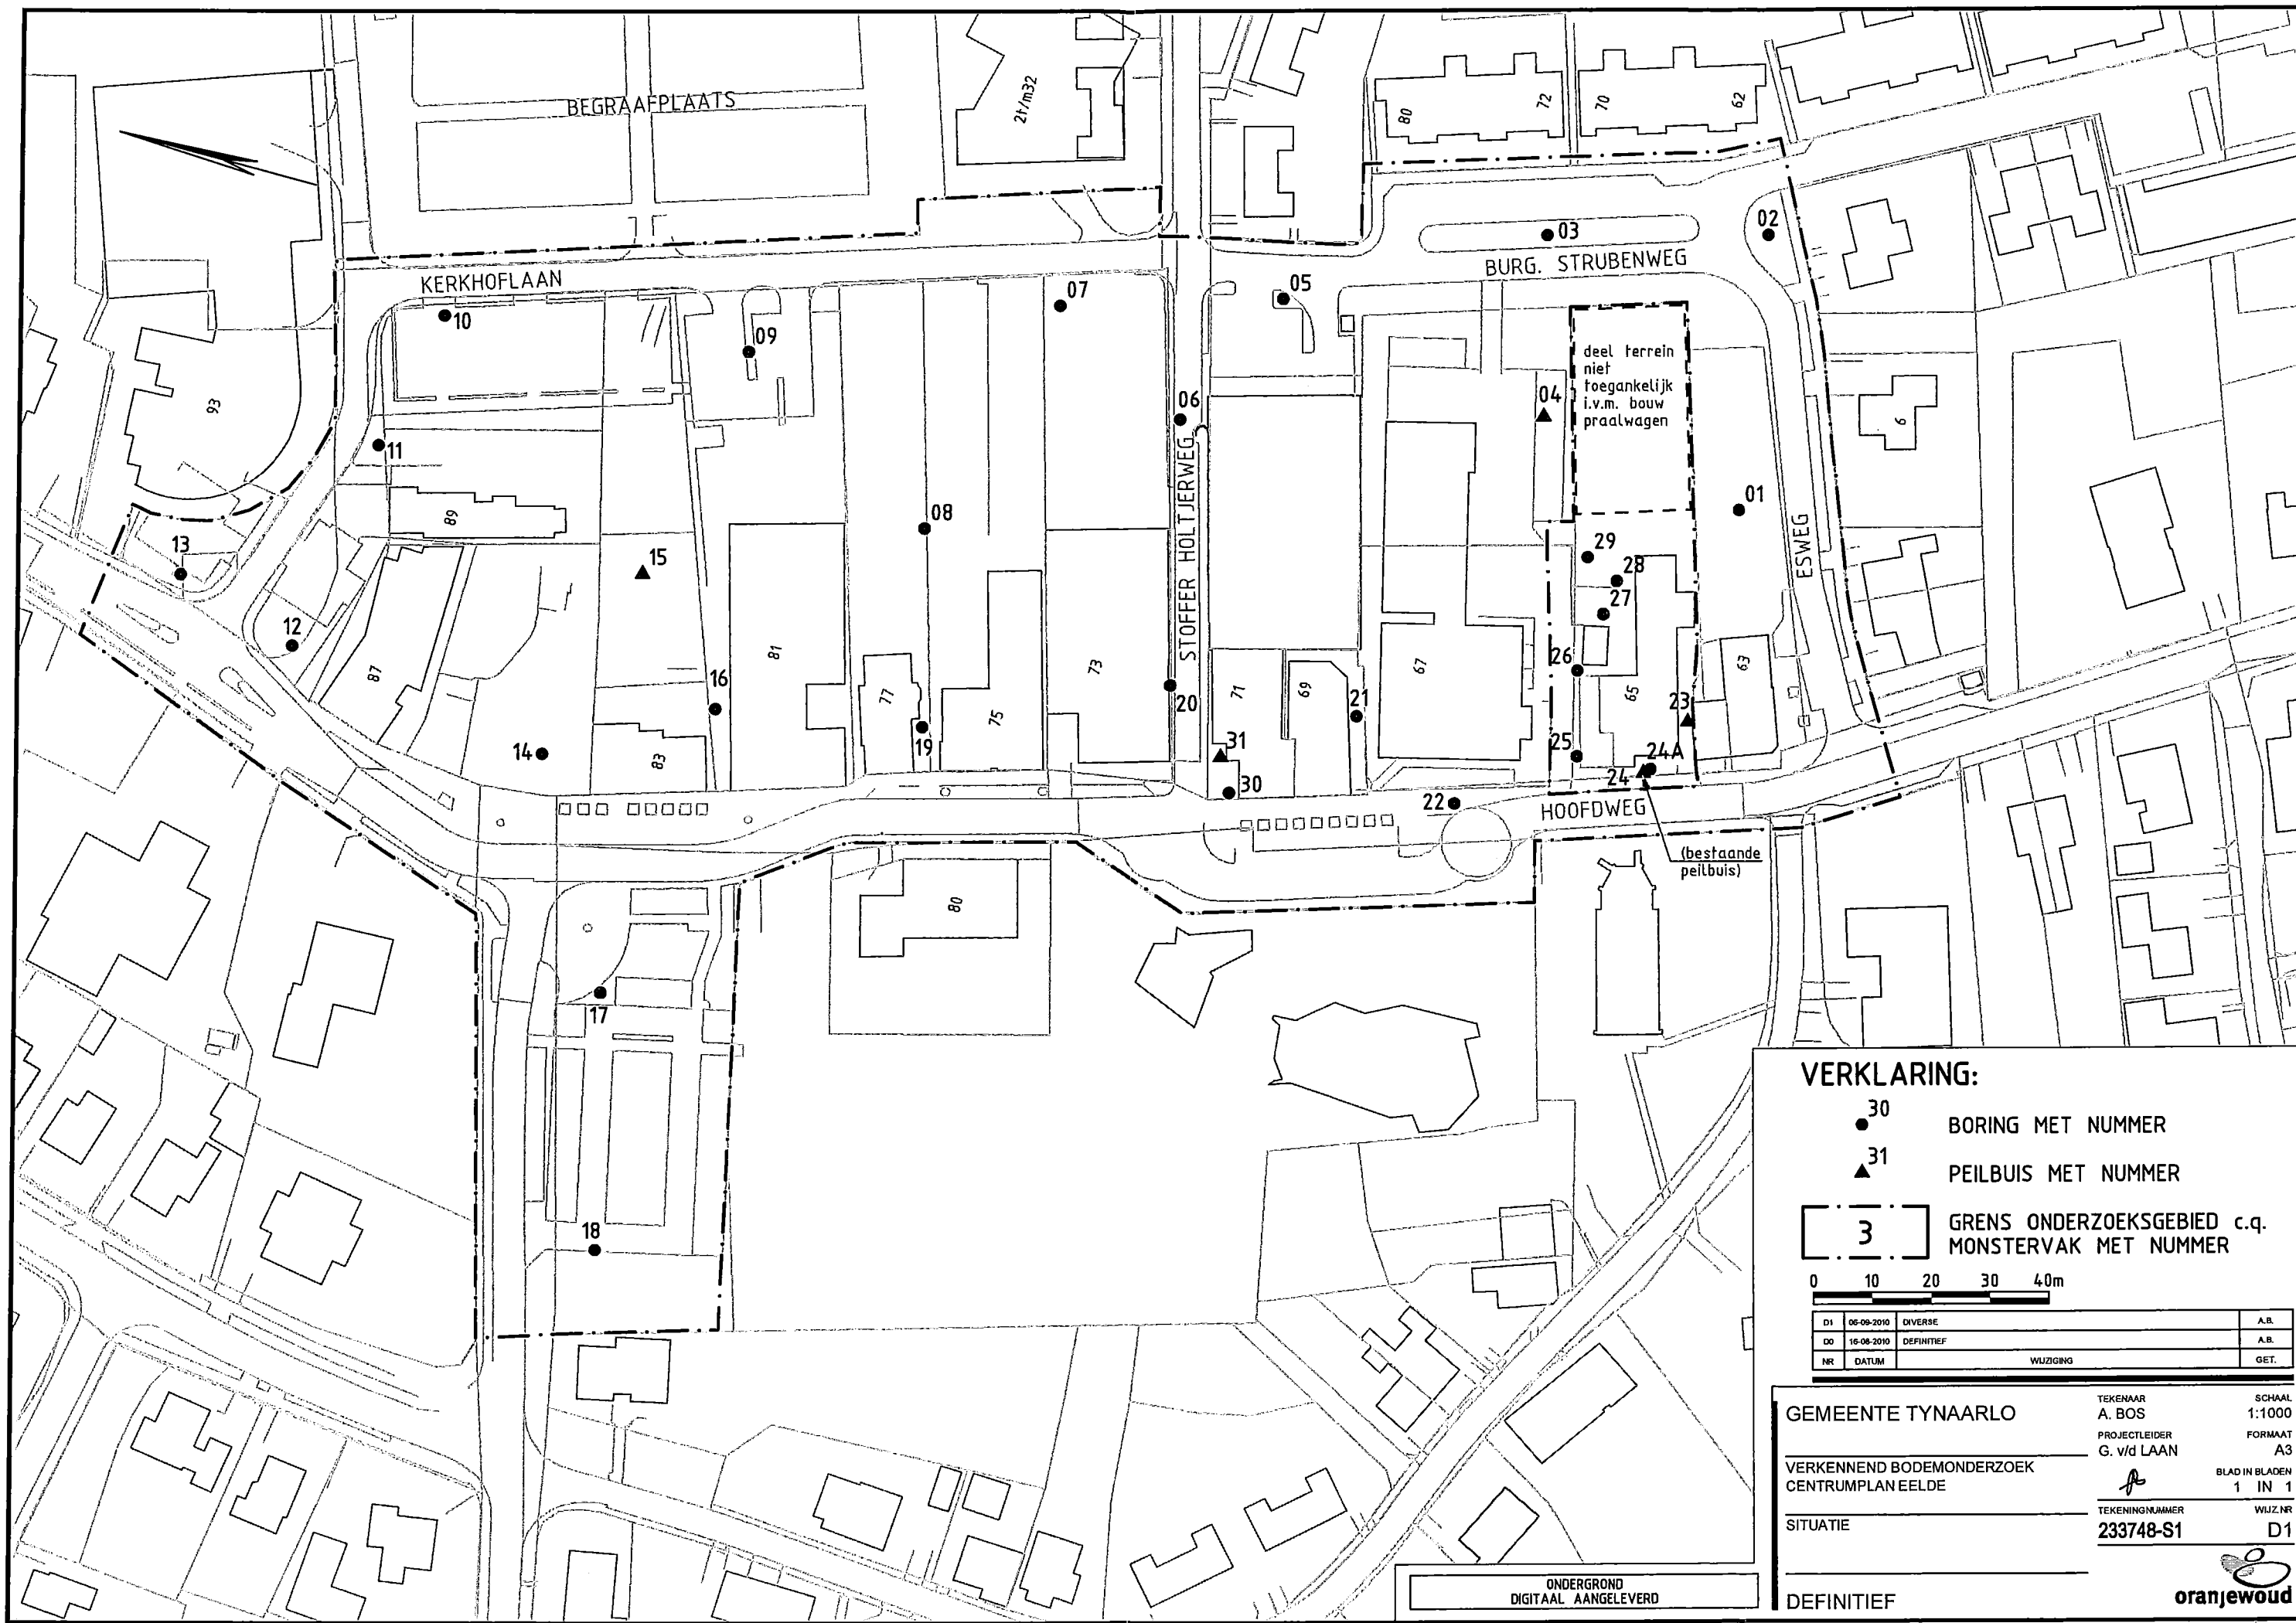 BEGRAAFPLAATS
2t/m32
80
72
70
62
KERKHOFLAAN
BURG. STRUBENWEG
STOFFER HOLTJERWEG
ESWEG
HOOFDWEG
deel terrein
niet
toegankelijk
i.v.m. bouw
praalwagen
02
03
05
07
10
09
04
06
11
01
08
13
15
29
28
27
12
16
26
20
21
23
19
14
31
25
24A
24
30
22
17
18
93
89
87
83
81
77
75
73
71
69
67
65
63
6
80
(bestaande
peilbuis)
VERKLARING:
30
BORING MET NUMMER
31
PEILBUIS MET NUMMER
3
GRENS ONDERZOEKSGEBIED c.q.
MONSTERVAK MET NUMMER
0 10 20 30 40m
D1 06-09-2010 DIVERSE A.B.
D0 16-08-2010 DEFINITIEF A.B.
NR DATUM WIJZIGING GET.
GEMEENTE TYNAARLO
TEKENAAR
A. BOS
SCHAAL
1:1000
PROJECTLEIDER
G. v/d LAAN
FORMAAT
A3
VERKENNEND BODEMONDERZOEK
CENTRUMPLAN EELDE
BLAD IN BLADEN
1 IN 1
SITUATIE
TEKENINGNUMMER
233748-S1
WIJZ.NR
D1
DEFINITIEF
oranjewoud
ONDERGROND
DIGITAAL AANGELEVERD